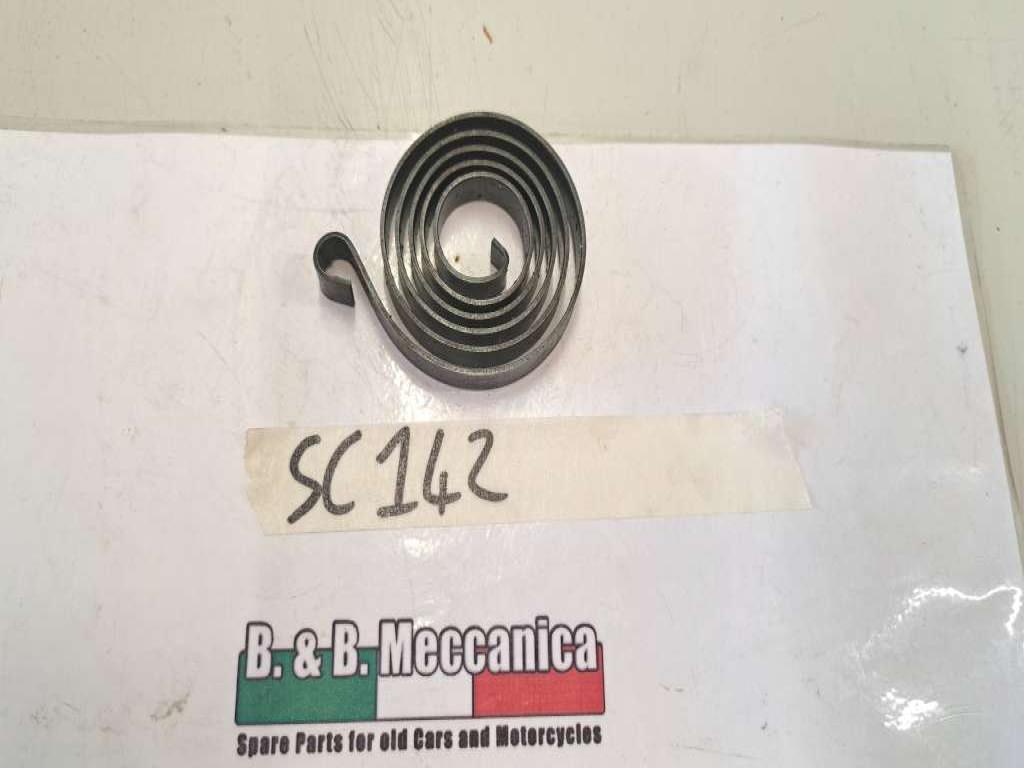 SC142
B. & B. Meccanica
Spare Parts for old Cars and Motorcycles